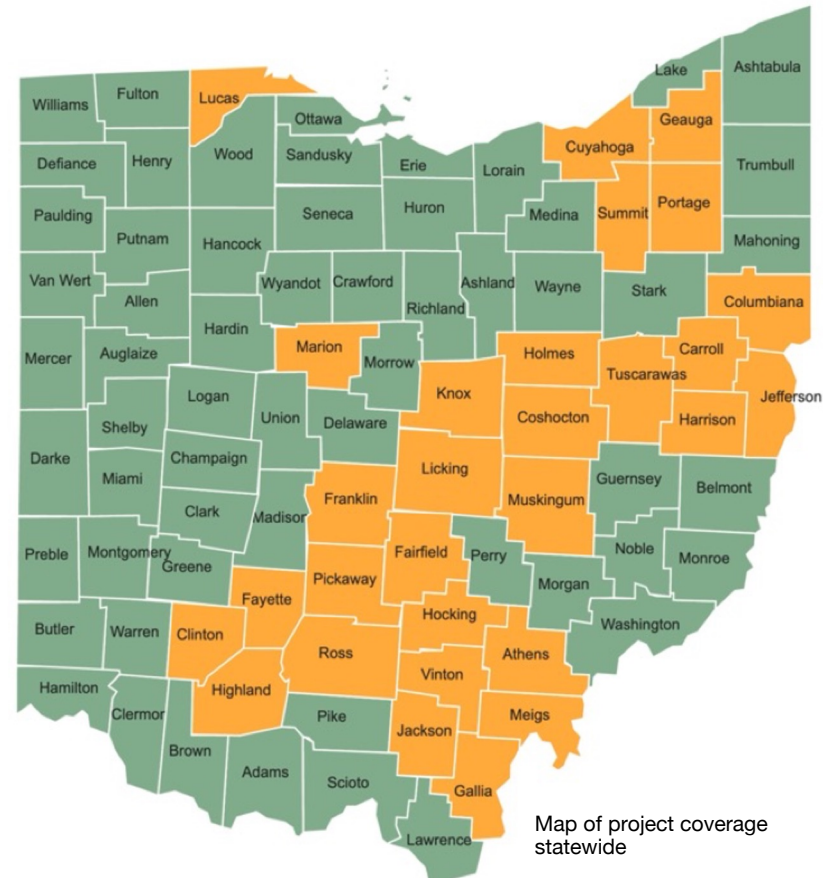 Lake
Ashtabula
Williams
Fulton
Lucas
Geauga
Ottawa
Cuyahoga
Defiance
Henry
Wood
Sandusky
Erie
Lorain
Trumbull
Paulding
Putnam
Hancock
Seneca
Huron
Medina
Summit
Portage
Mahoning
Van Wert
Allen
Wyandot
Crawford
Richland
Ashland
Wayne
Stark
Columbiana
Mercer
Auglaize
Hardin
Marion
Morrow
Holmes
Tuscarawas
Carroll
Jefferson
Logan
Union
Knox
Coshocton
Harrison
Shelby
Delaware
Darke
Miami
Champaign
Licking
Guernsey
Belmont
Clark
Madison
Franklin
Muskingum
Preble
Montgomery
Greene
Fairfield
Perry
Noble
Monroe
Pickaway
Morgan
Fayette
Hocking
Butler
Warren
Clinton
Washington
Ross
Athens
Hamilton
Highland
Vinton
Clermor
Pike
Jackson
Meigs
Brown
Adams
Scioto
Gallia
Lawrence
Map of project coverage
statewide